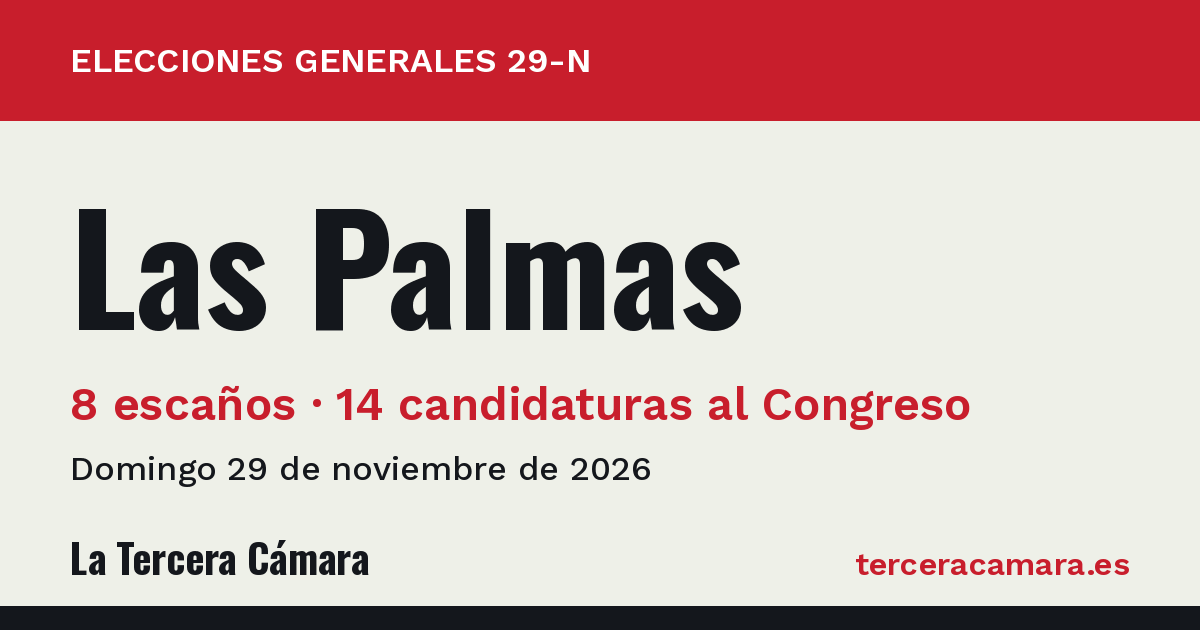 ELECCIONES GENERALES 29-N
Las Palmas
8 escaños · 14 candidaturas al Congreso
Domingo 29 de noviembre de 2026
La Tercera Cámara
terceracamara.es